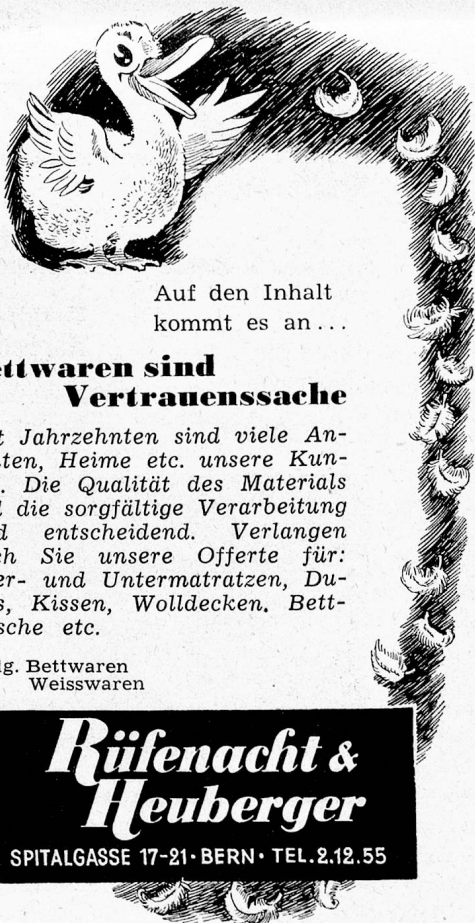 Auf den Inhalt
kommt es an...
ettwaren sind
Vertrauenssache
t Jahrzehnten sind viele An-
ten, Heime etc. unsere Kun-
. Die Qualität des Materials
d die sorgfältige Verarbeitung
d entscheidend. Verlangen
ch Sie unsere Offerte für:
er- und Untermatratzen, Du-
s, Kissen, Wolldecken. Bett-
sche etc.
lg. Bettwaren
Weisswaren
Rüfenacht &
Heuberger
SPITALGASSE 17-21 · BERN · TEL. 2.12.55